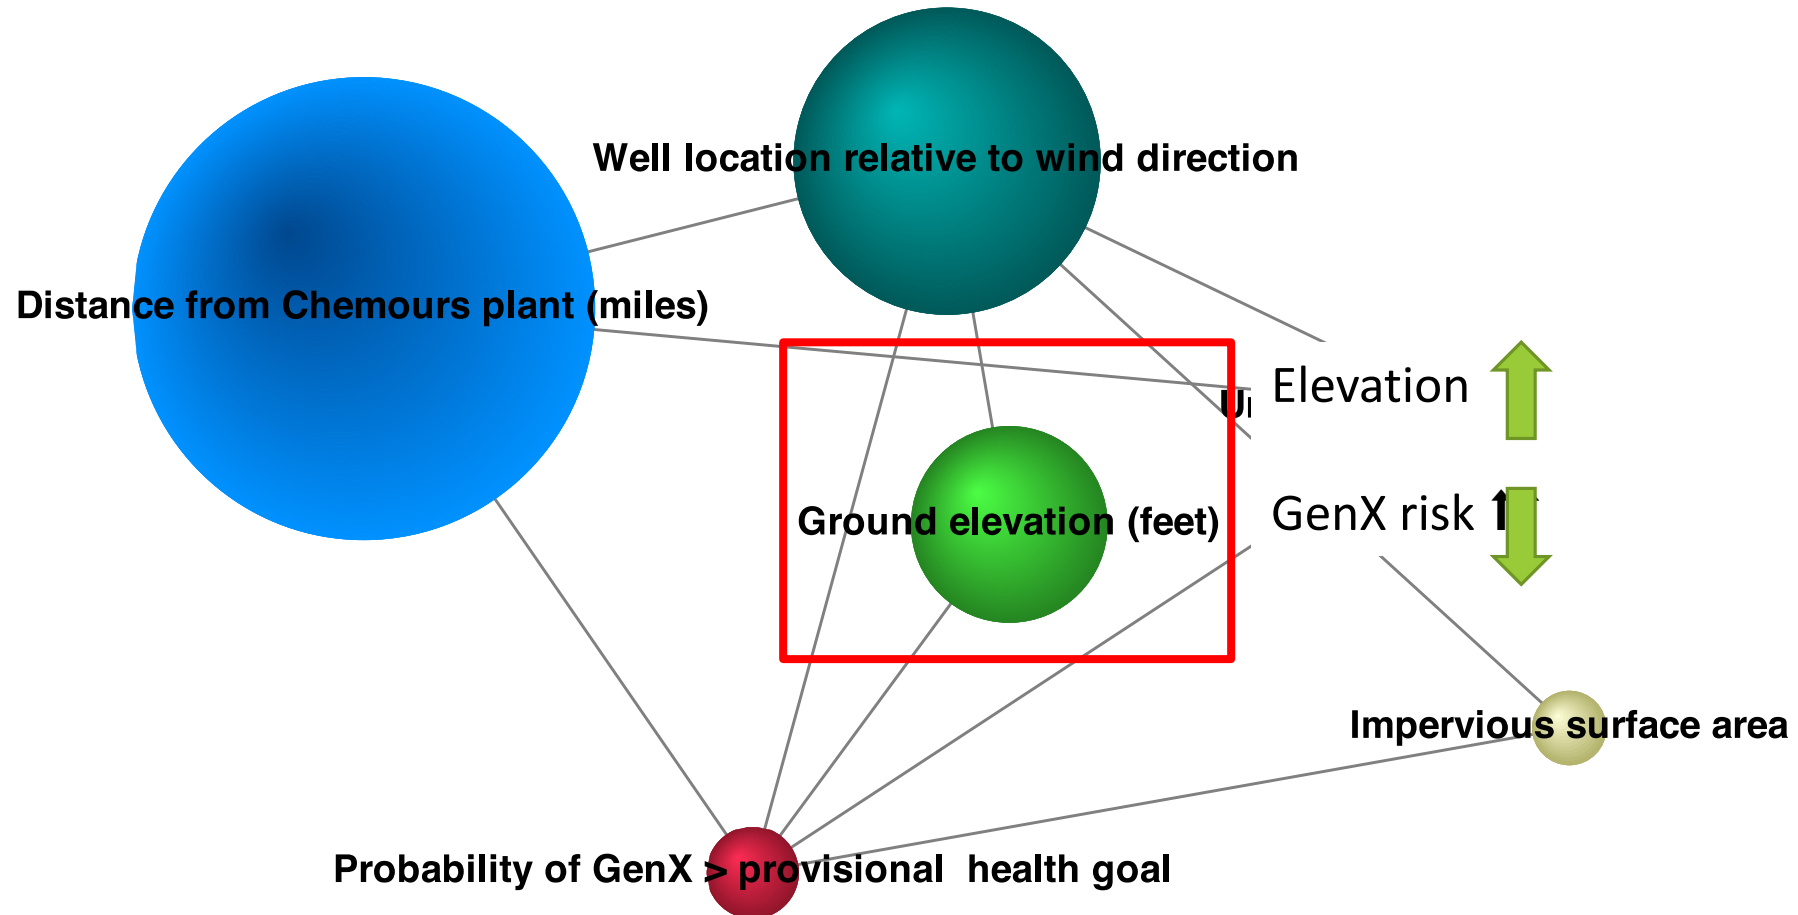 Well location relative to wind direction
Distance from Chemours plant (miles)
Elevation
Ground elevation (feet)
GenX risk
Impervious surface area
Probability of GenX > provisional health goal